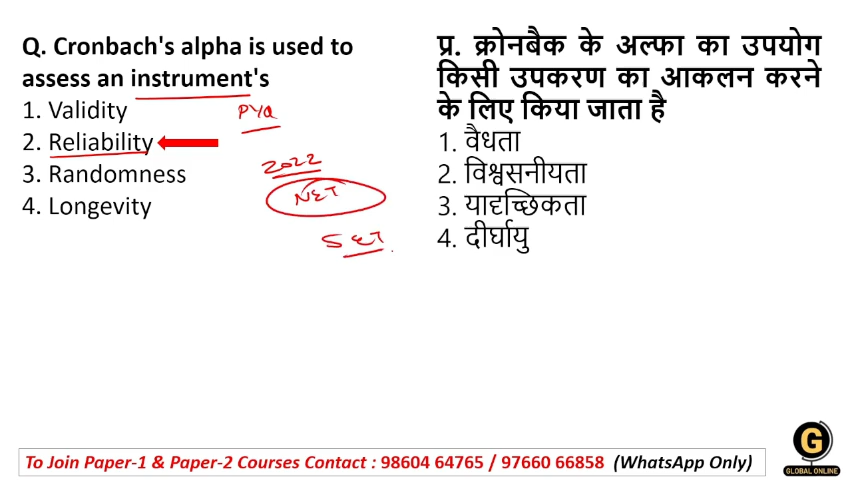 Q. Cronbach's alpha is used to
assess an instrument's
1. Validity
2. Reliability
3. Randomness
4. Longevity
PYQ
2022
NET
SET
प्र. क्रोनबैक के अल्फा का उपयोग
किसी उपकरण का आकलन करने
के लिए किया जाता है
1. वैधता
2. विश्वसनीयता
3. यादृच्छिकता
4. दीर्घायु
To Join Paper-1 & Paper-2 Courses Contact : 98604 64765 / 97660 66858 (WhatsApp Only)
G
GLOBAL ONLINE